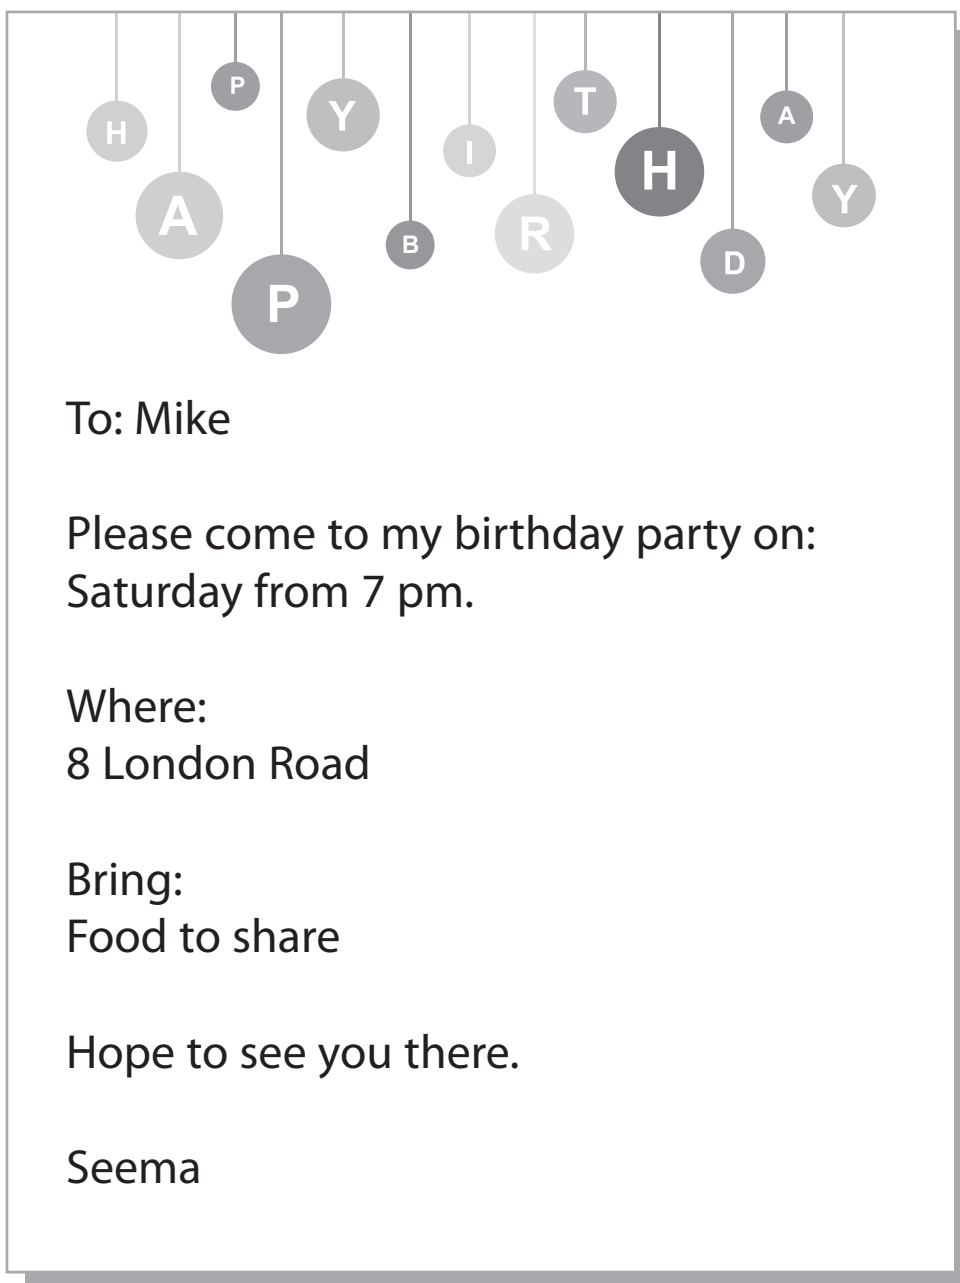 HAPPY BIRTHDAY
To: Mike
Please come to my birthday party on:
Saturday from 7 pm.
Where:
8 London Road
Bring:
Food to share
Hope to see you there.
Seema